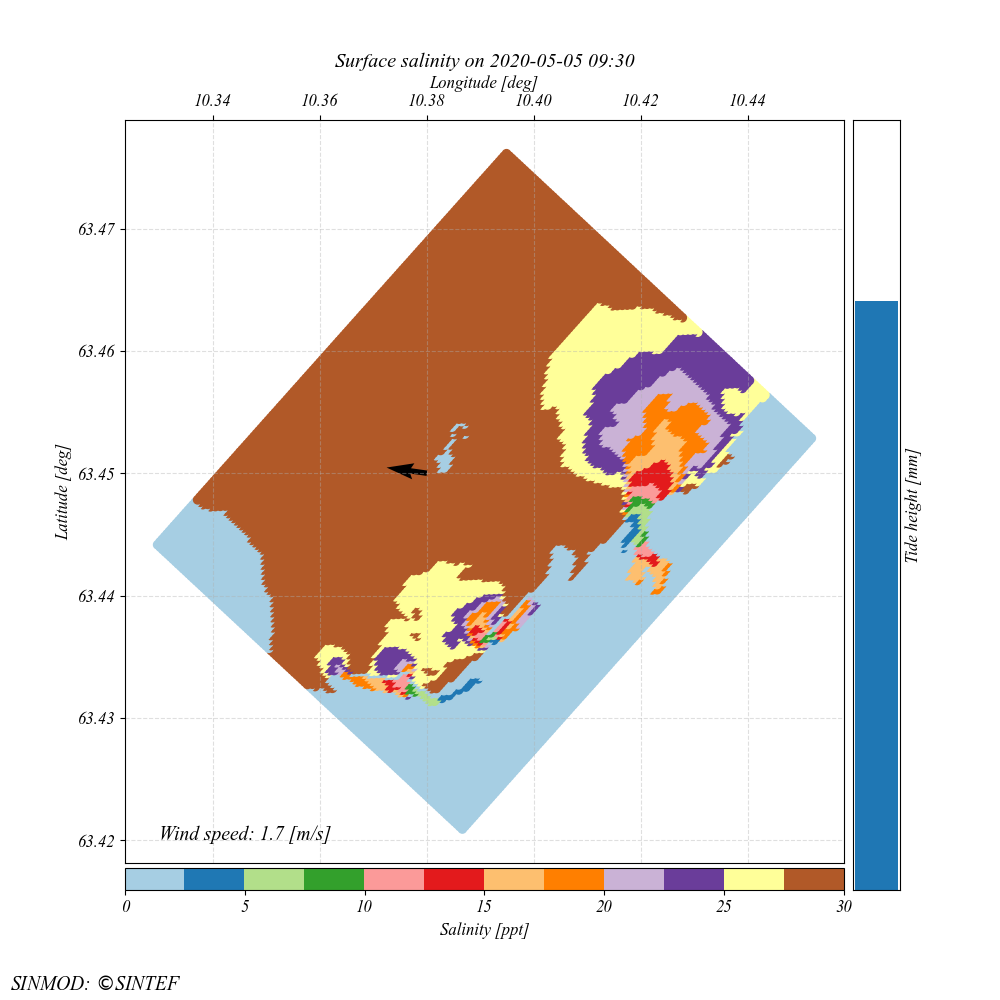 Surface salinity on 2020-05-05 09:30
Longitude [deg]
10.34 10.36 10.38 10.40 10.42 10.44
63.47
63.46
63.45
63.44
63.43
63.42
Latitude [deg]
Tide height [mm]
Wind speed: 1.7 [m/s]
0 5 10 15 20 25 30
Salinity [ppt]
SINMOD: ©SINTEF